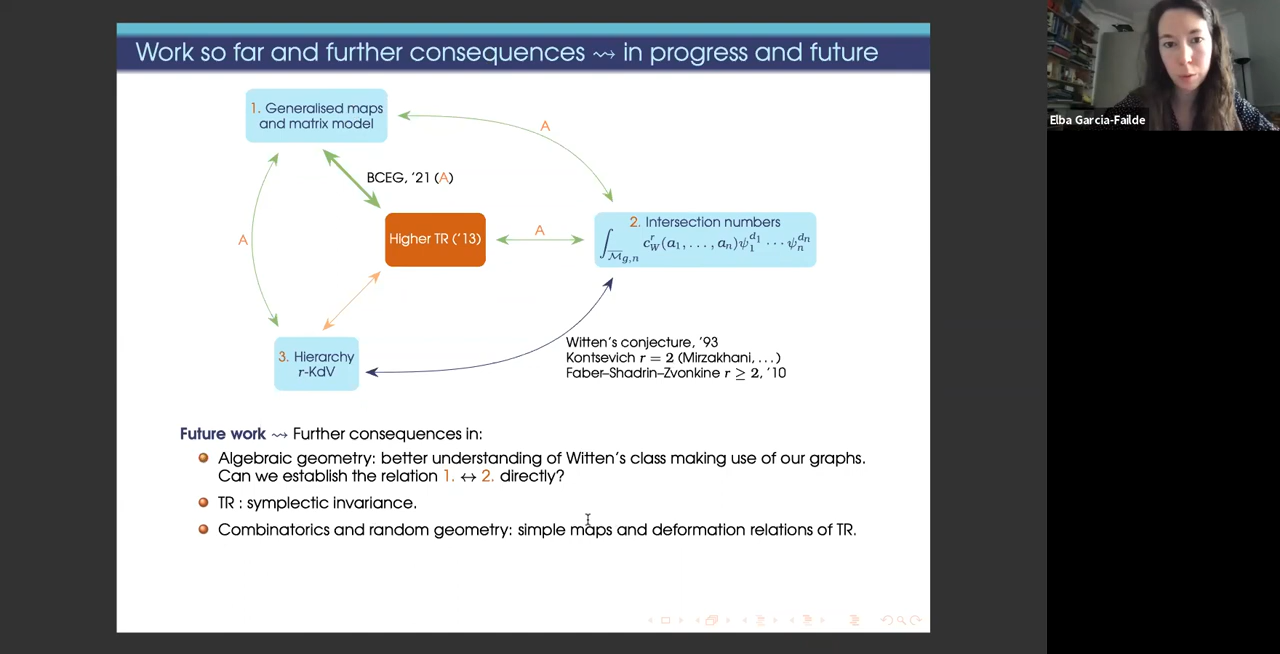 Work so far and further consequences ⇝ in progress and future
Elba Garcia-Failde
1. Generalised maps
and matrix model
A
BCEG, '21 (A)
Higher TR ('13)
A
2. Intersection numbers
∫_{\overline{M}_{g,n}} c_W^r(a_1, . . . , a_n)ψ_1^{d_1} · · · ψ_n^{d_n}
A
3. Hierarchy
r-KdV
Witten's conjecture, '93
Kontsevich r = 2 (Mirzakhani, . . .)
Faber–Shadrin–Zvonkine r ≥ 2, '10
Future work ⇝ Further consequences in:
Algebraic geometry: better understanding of Witten's class making use of our graphs.
Can we establish the relation 1. ↔ 2. directly?
TR : symplectic invariance.
Combinatorics and random geometry: simple maps and deformation relations of TR.